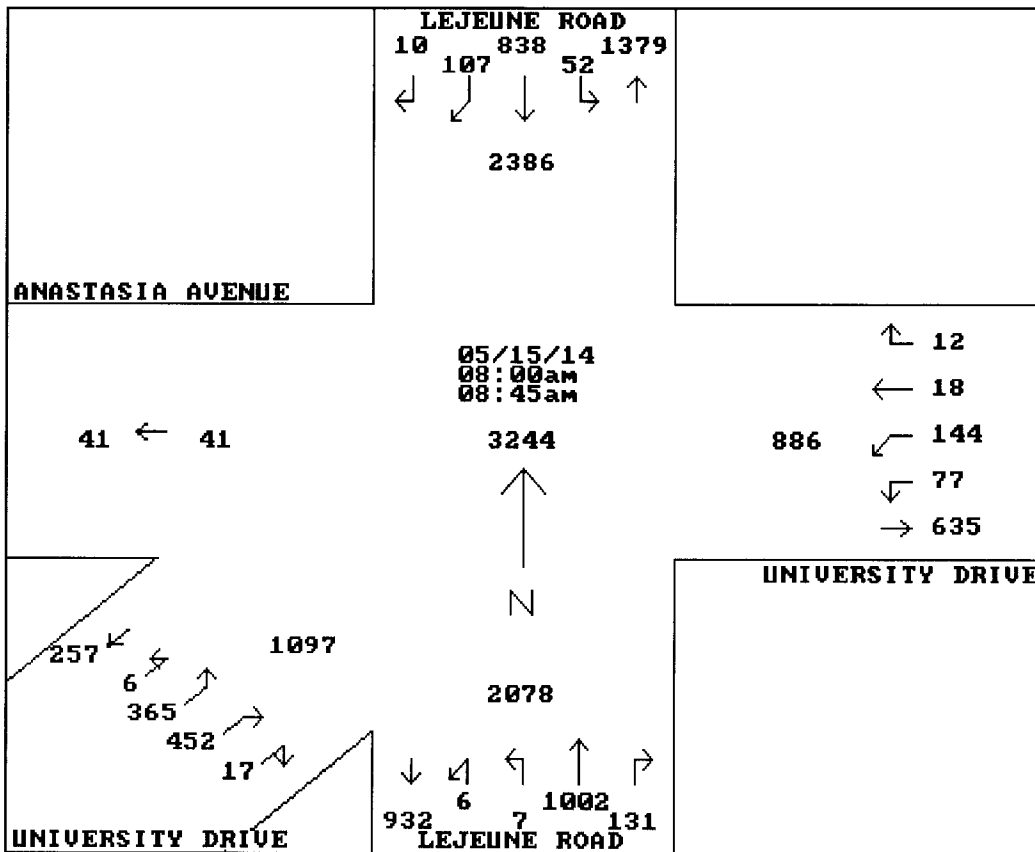 LEJEUNE ROAD
10 838 1379
107 52
2386
ANASTASIA AVENUE
05/15/14
08:00am
08:45am
12
18
41 41 3244 886 144
77
635
UNIVERSITY DRIVE
N
257 1097
6
365 2078
452
17
6 1002
932 7 131
UNIVERSITY DRIVE LEJEUNE ROAD